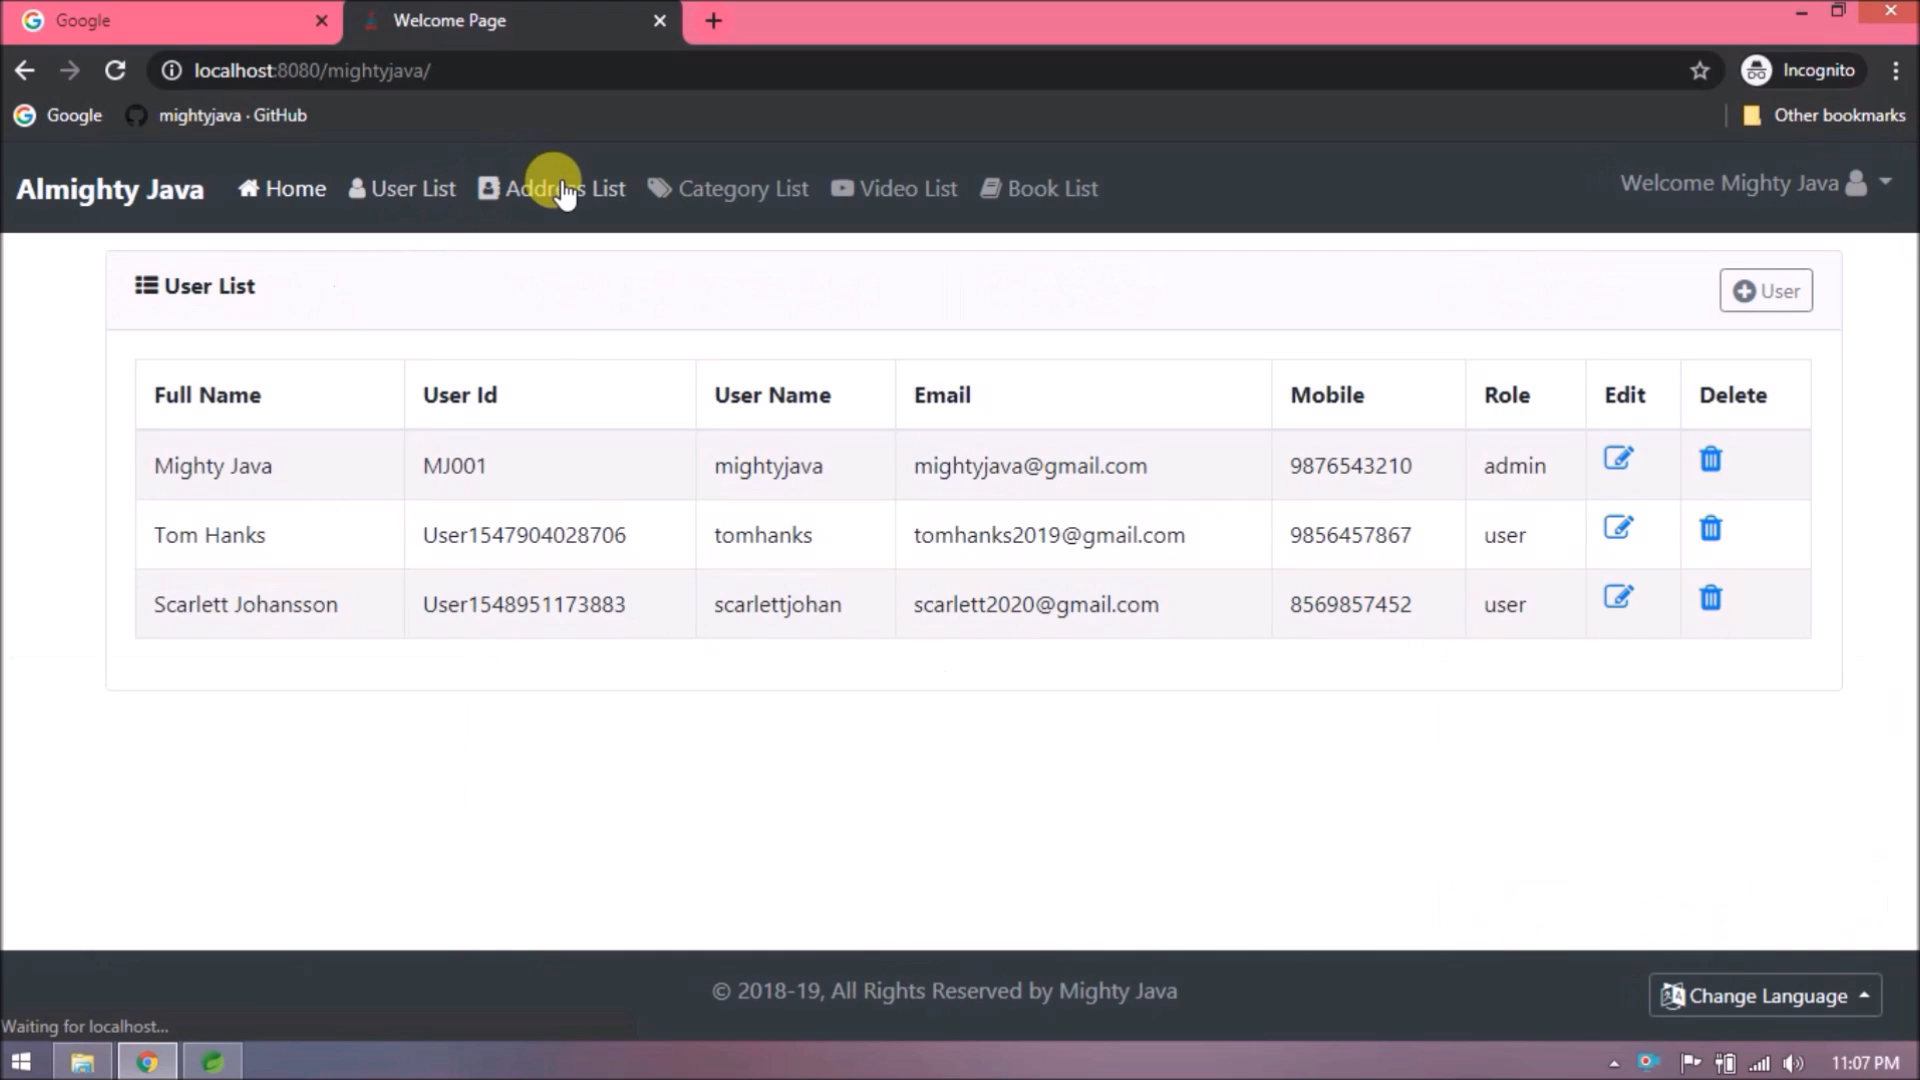 Google
Welcome Page
localhost:8080/mightyjava/
Incognito
Google
mightyjava · GitHub
Other bookmarks
Almighty Java
Home
User List
Address List
Category List
Video List
Book List
Welcome Mighty Java
User List
User
Full Name User Id User Name Email Mobile Role Edit Delete
Mighty Java MJ001 mightyjava mightyjava@gmail.com 9876543210 admin
Tom Hanks User1547904028706 tomhanks tomhanks2019@gmail.com 9856457867 user
Scarlett Johansson User1548951173883 scarlettjohan scarlett2020@gmail.com 8569857452 user
© 2018-19, All Rights Reserved by Mighty Java
Change Language
Waiting for localhost...
11:07 PM